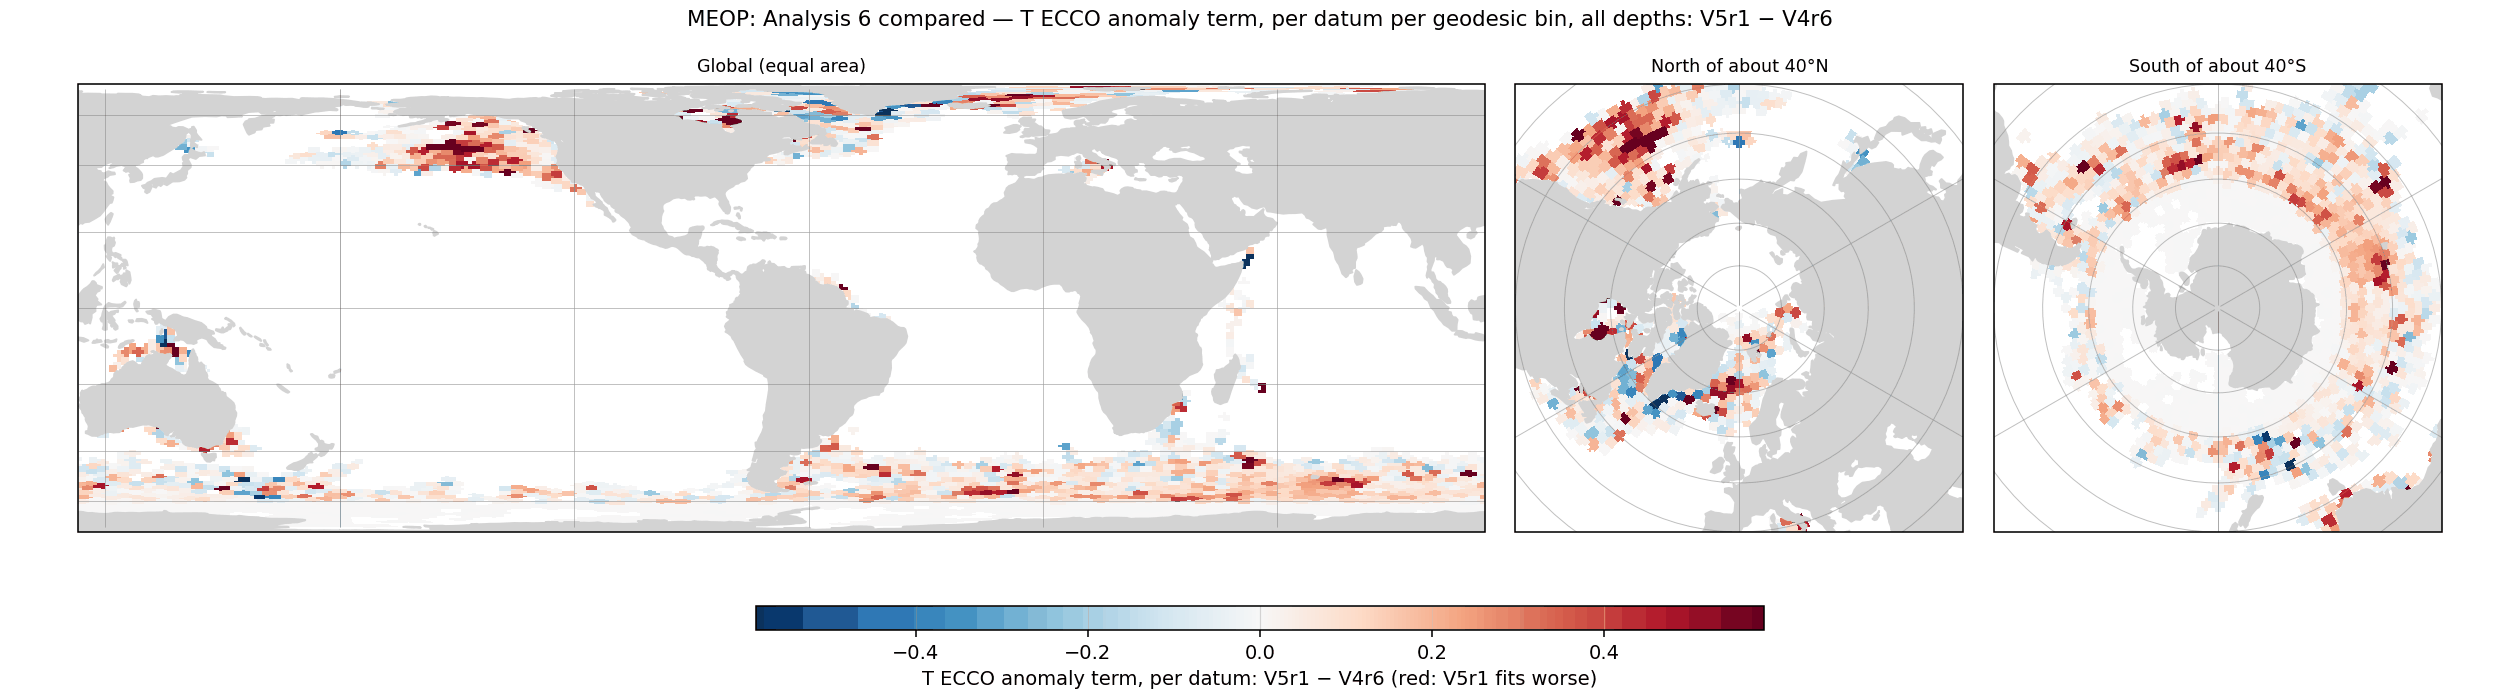 MEOP: Analysis 6 compared — T ECCO anomaly term, per datum per geodesic bin, all depths: V5r1 − V4r6
Global (equal area)
North of about 40°N
South of about 40°S
−0.4
−0.2
0.0
0.2
0.4
T ECCO anomaly term, per datum: V5r1 − V4r6 (red: V5r1 fits worse)